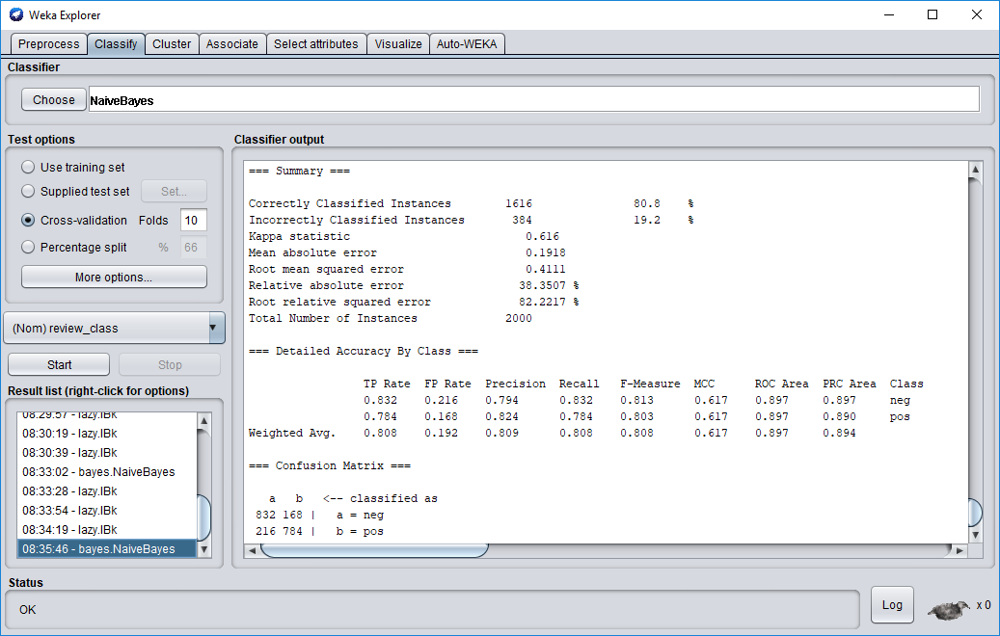 Weka Explorer
Preprocess Classify Cluster Associate Select attributes Visualize Auto-WEKA
Classifier
Choose NaiveBayes
Test options
Use training set
Supplied test set Set...
Cross-validation Folds 10
Percentage split % 66
More options...
(Nom) review_class
Start Stop
Result list (right-click for options)
08:29:57 - lazy.IBk
08:30:19 - lazy.IBk
08:30:39 - lazy.IBk
08:33:02 - bayes.NaiveBayes
08:33:28 - lazy.IBk
08:33:54 - lazy.IBk
08:34:19 - lazy.IBk
08:35:46 - bayes.NaiveBayes
Classifier output
=== Summary ===
Correctly Classified Instances 1616 80.8 %
Incorrectly Classified Instances 384 19.2 %
Kappa statistic 0.616
Mean absolute error 0.1918
Root mean squared error 0.4111
Relative absolute error 38.3507 %
Root relative squared error 82.2217 %
Total Number of Instances 2000
=== Detailed Accuracy By Class ===
TP Rate FP Rate Precision Recall F-Measure MCC ROC Area PRC Area Class
0.832 0.216 0.794 0.832 0.813 0.617 0.897 0.897 neg
0.784 0.168 0.824 0.784 0.803 0.617 0.897 0.890 pos
Weighted Avg. 0.808 0.192 0.809 0.808 0.808 0.617 0.897 0.894
=== Confusion Matrix ===
a b <-- classified as
832 168 | a = neg
216 784 | b = pos
Status
OK
Log x 0